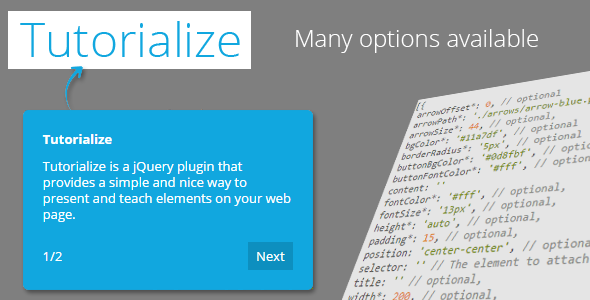 Tutorialize
Many options available
Tutorialize
Tutorialize is a jQuery plugin that
provides a simple and nice way to
present and teach elements on your web
page.
1/2
Next
[{
arrowOffset*: 0, // optional
arrowPath*: './arrows/arrow-blue.
arrowSize*: 44, // optional,
bgColor*: '#11a7df', // optional
borderRadius*: '5px', // optional
buttonBgColor*: '#0d8fbf', // optional
buttonFontColor*: '#fff', // optional,
content: ''
fontColor*: '#fff', // optional,
fontSize*: '13px', // optional,
height*: 'auto', // optional,
padding*: 15, // optional,
position: 'center-center', // optional
selector: '' // The element to attach
title: '' // optional,
width*: 200, // optional,